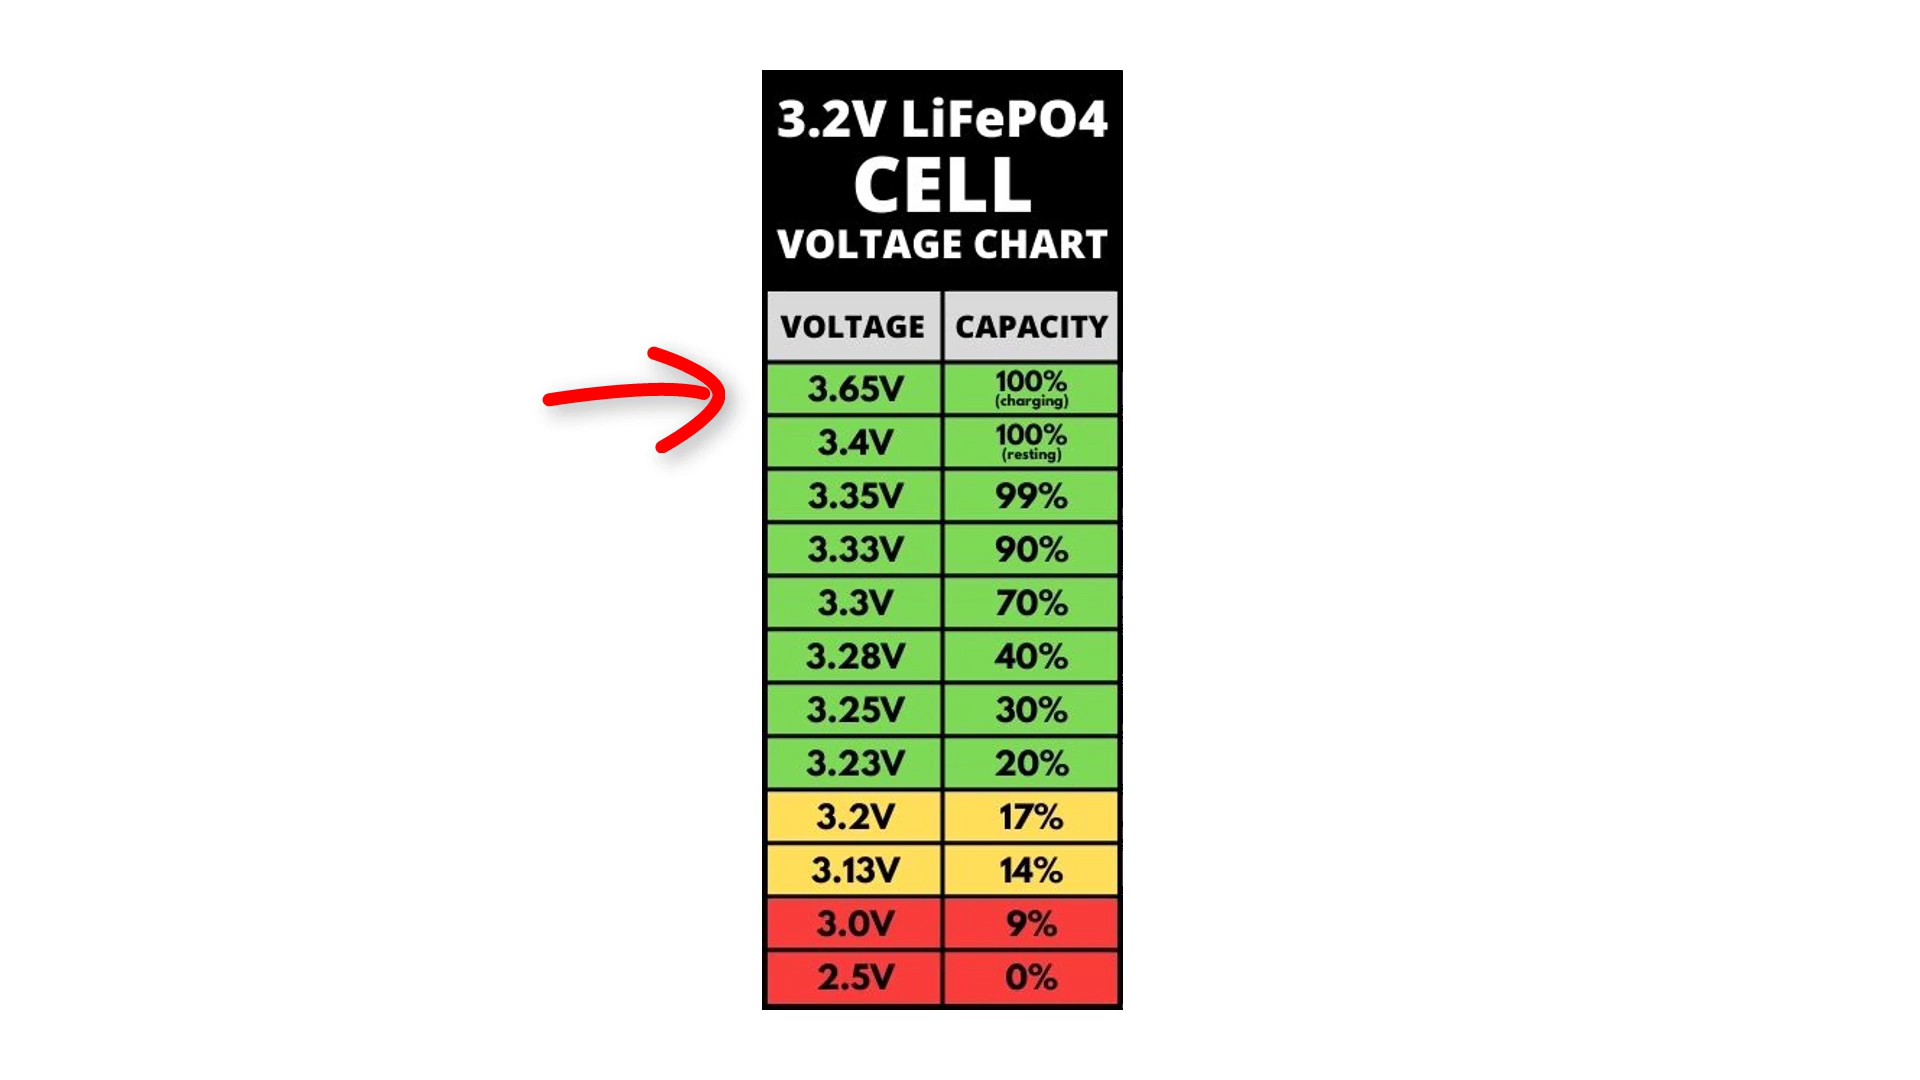 3.2V LiFePO4
CELL
VOLTAGE CHART
VOLTAGE CAPACITY
3.65V 100%
(charging)
3.4V 100%
(resting)
3.35V 99%
3.33V 90%
3.3V 70%
3.28V 40%
3.25V 30%
3.23V 20%
3.2V 17%
3.13V 14%
3.0V 9%
2.5V 0%